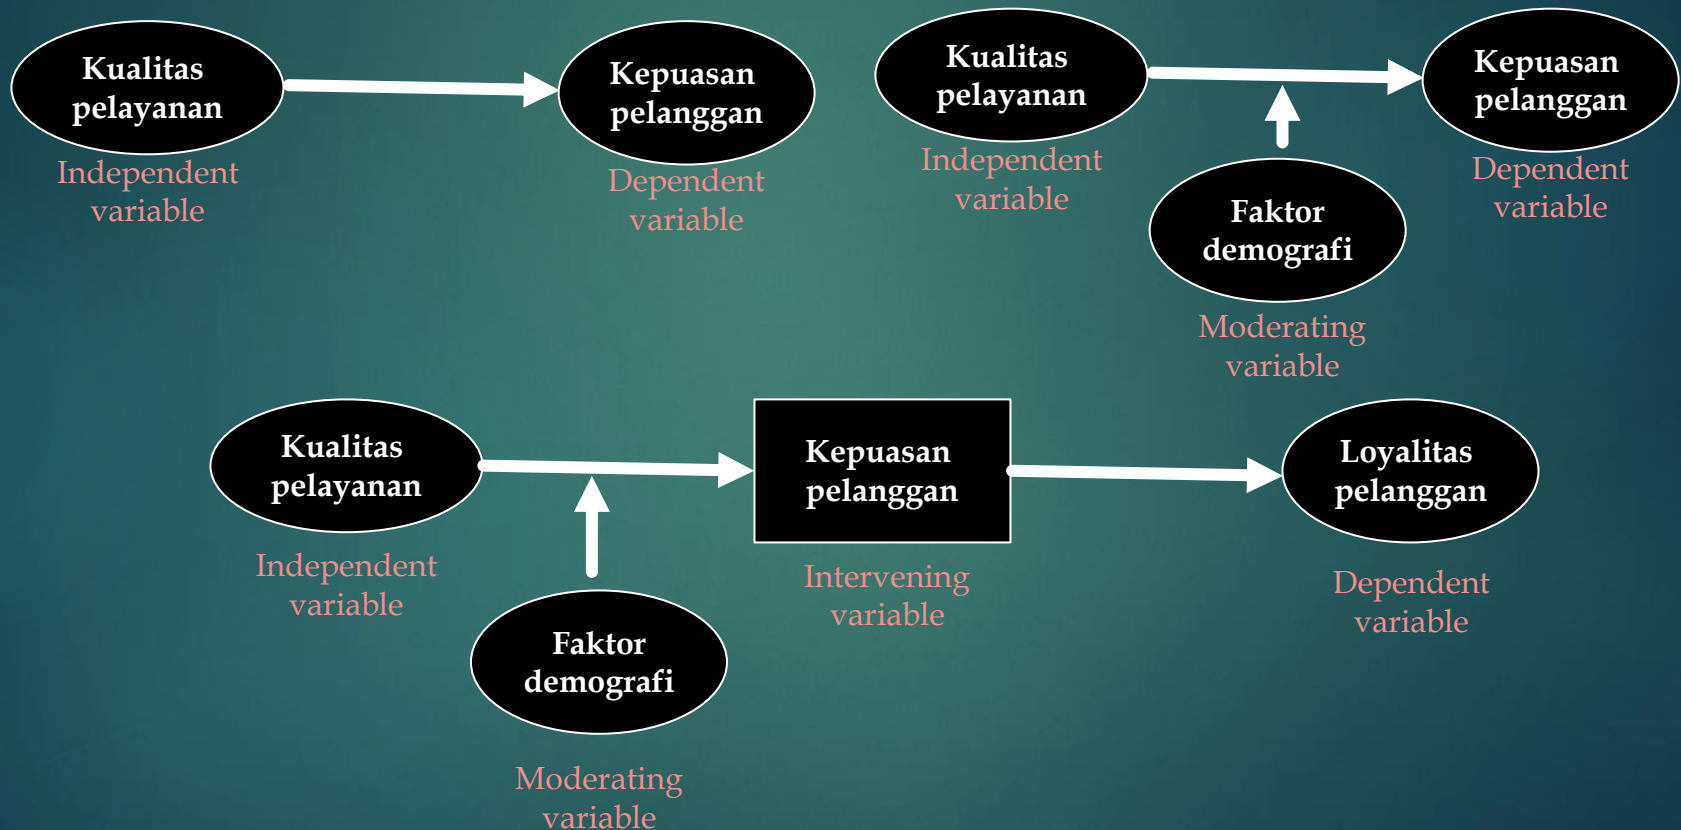 Kualitas
pelayanan
Independent
variable
Kepuasan
pelanggan
Dependent
variable
Kualitas
pelayanan
Independent
variable
Kepuasan
pelanggan
Dependent
variable
Faktor
demografi
Moderating
variable
Kualitas
pelayanan
Independent
variable
Faktor
demografi
Moderating
variable
Kepuasan
pelanggan
Intervening
variable
Loyalitas
pelanggan
Dependent
variable